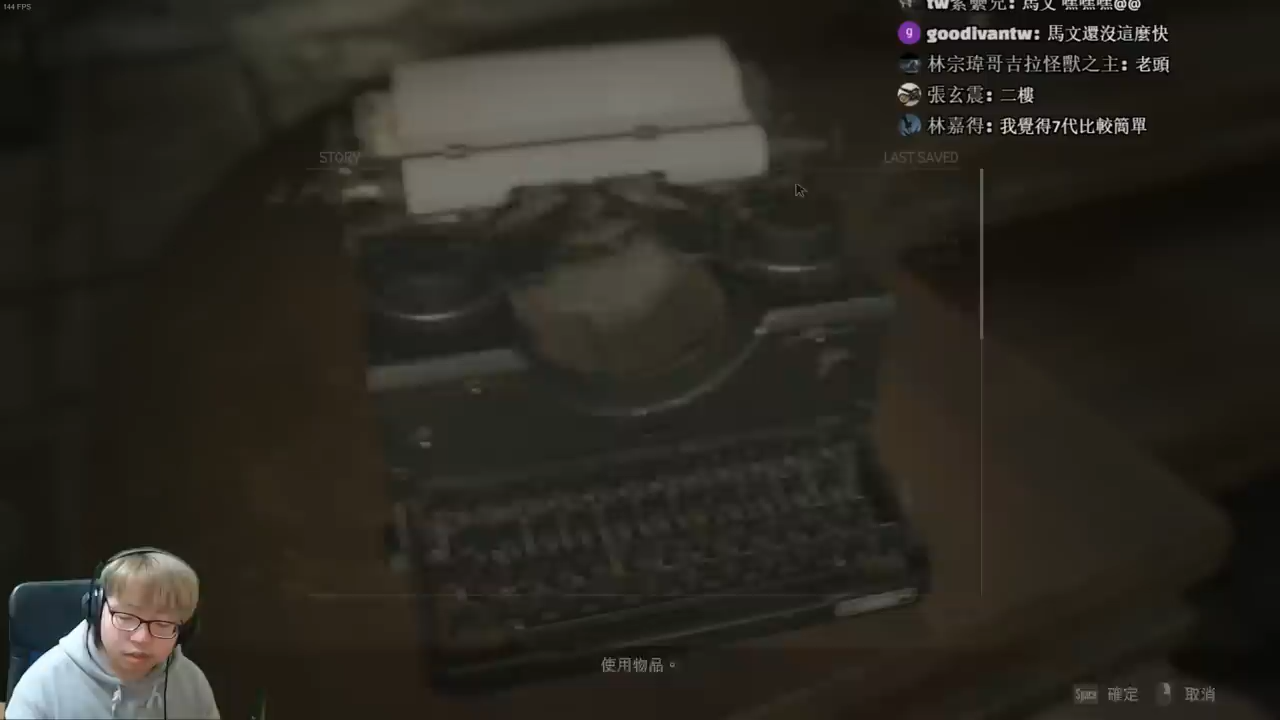 144 FPS
goodivantw: 馬文還沒這麼快
林宗瑋哥吉拉怪獸之主: 老頭
張玄震: 二樓
林嘉得: 我覺得7代比較簡單
STORY
LAST SAVED
使用物品。
Space 確定 取消